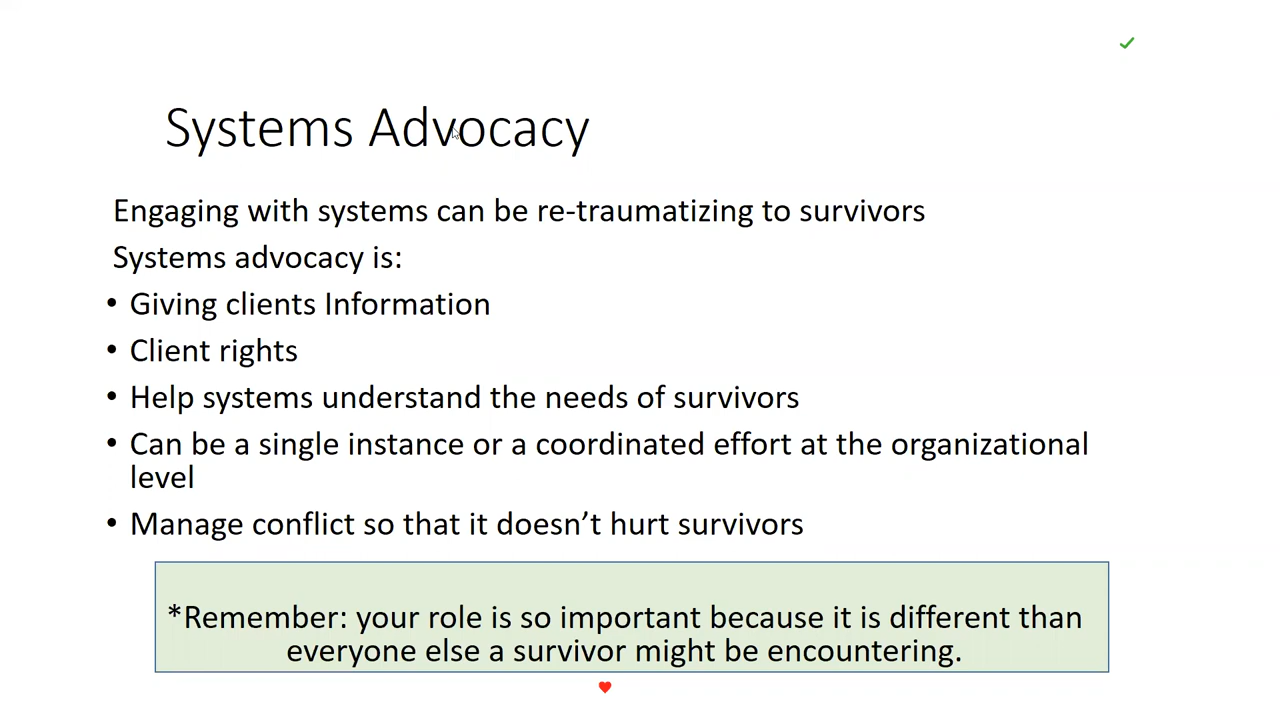 Systems Advocacy
Engaging with systems can be re-traumatizing to survivors
Systems advocacy is:
• Giving clients Information
• Client rights
• Help systems understand the needs of survivors
• Can be a single instance or a coordinated effort at the organizational
level
• Manage conflict so that it doesn’t hurt survivors
*Remember: your role is so important because it is different than
everyone else a survivor might be encountering.